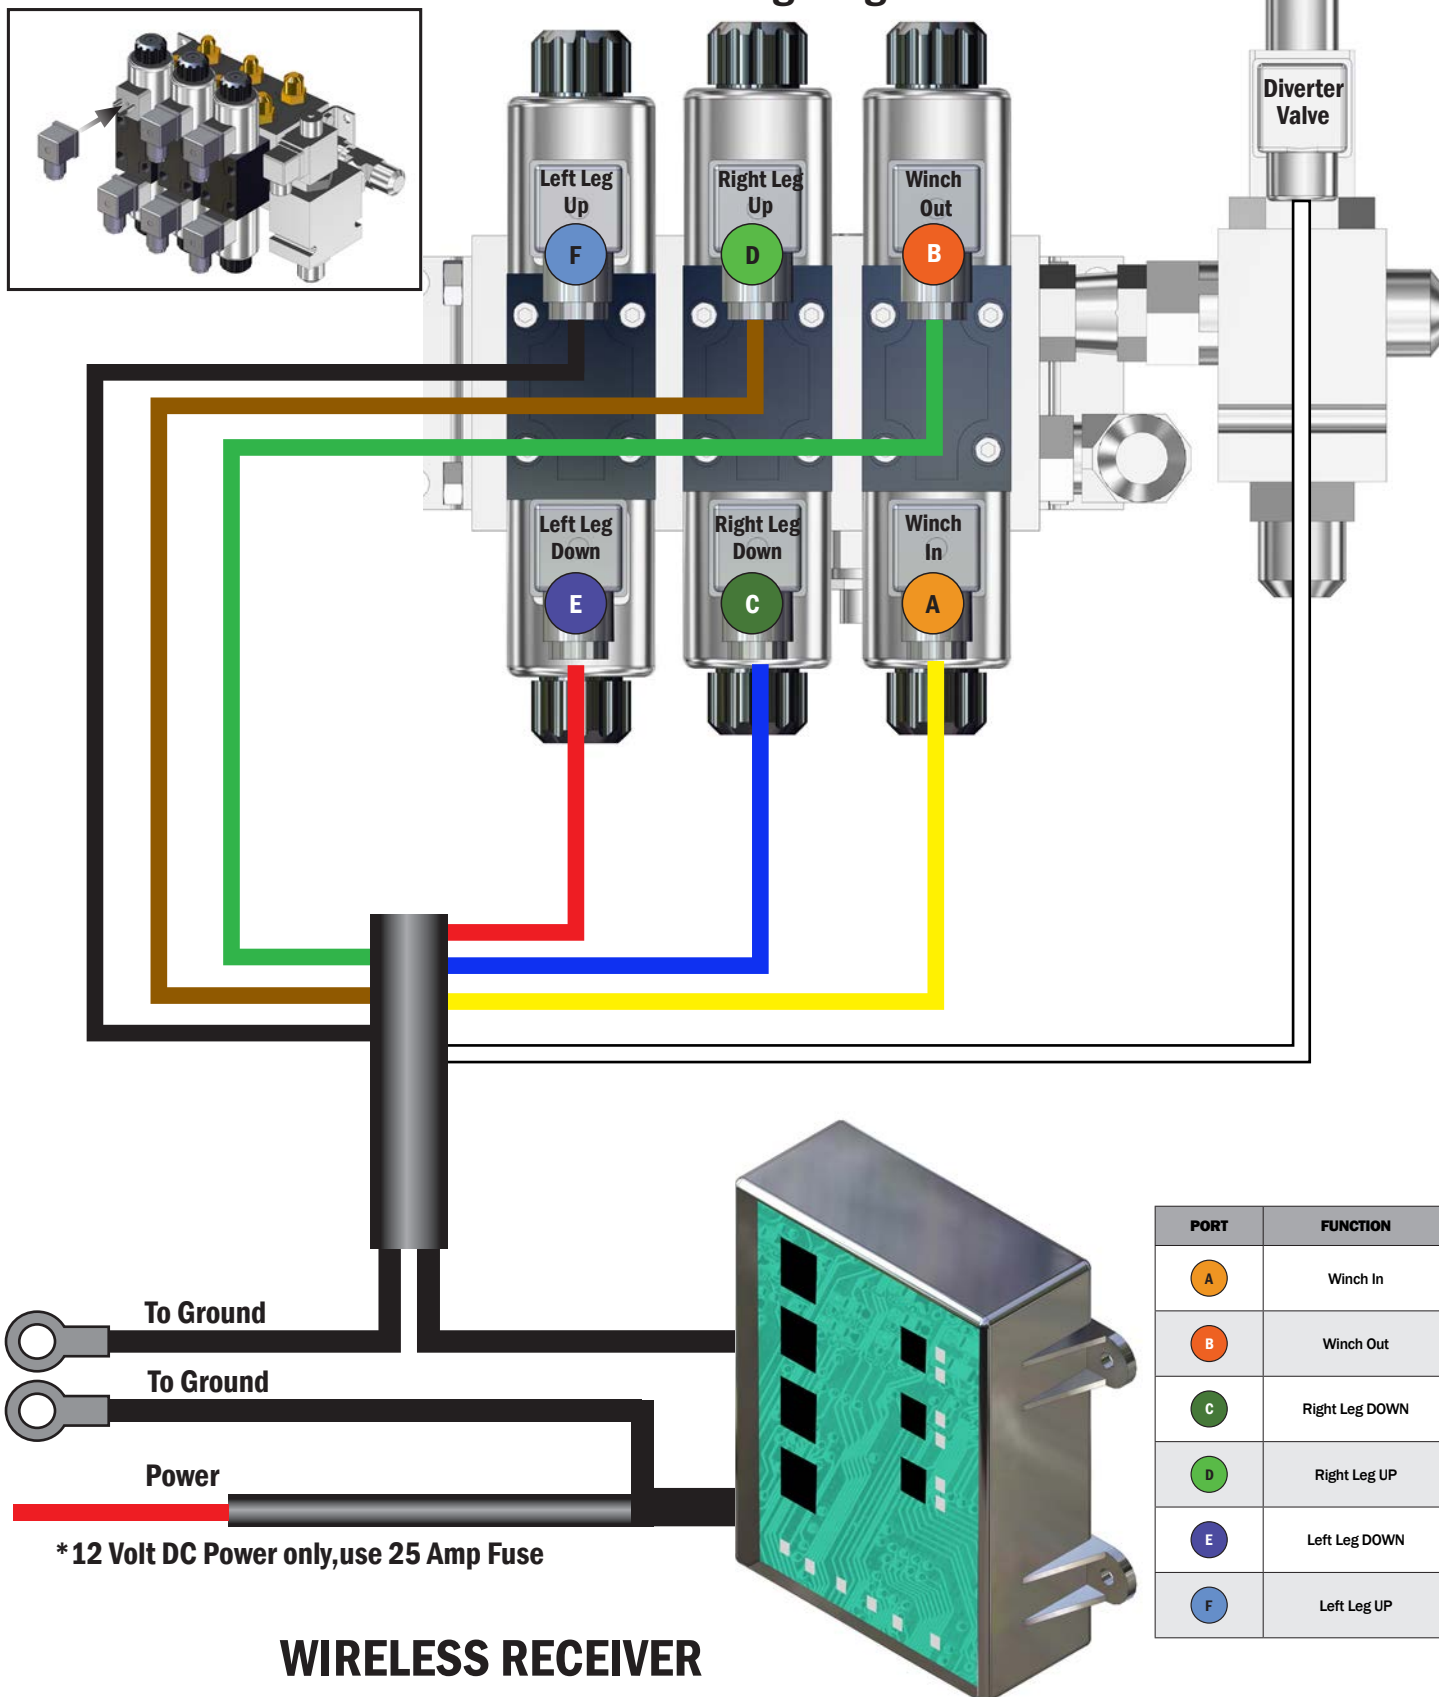 Diverter
Valve
Left Leg
Up
F
Right Leg
Up
D
Winch
Out
B
Left Leg
Down
E
Right Leg
Down
C
Winch
In
A
To Ground
To Ground
Power
*12 Volt DC Power only,use 25 Amp Fuse
WIRELESS RECEIVER
PORT FUNCTION
A Winch In
B Winch Out
C Right Leg DOWN
D Right Leg UP
E Left Leg DOWN
F Left Leg UP